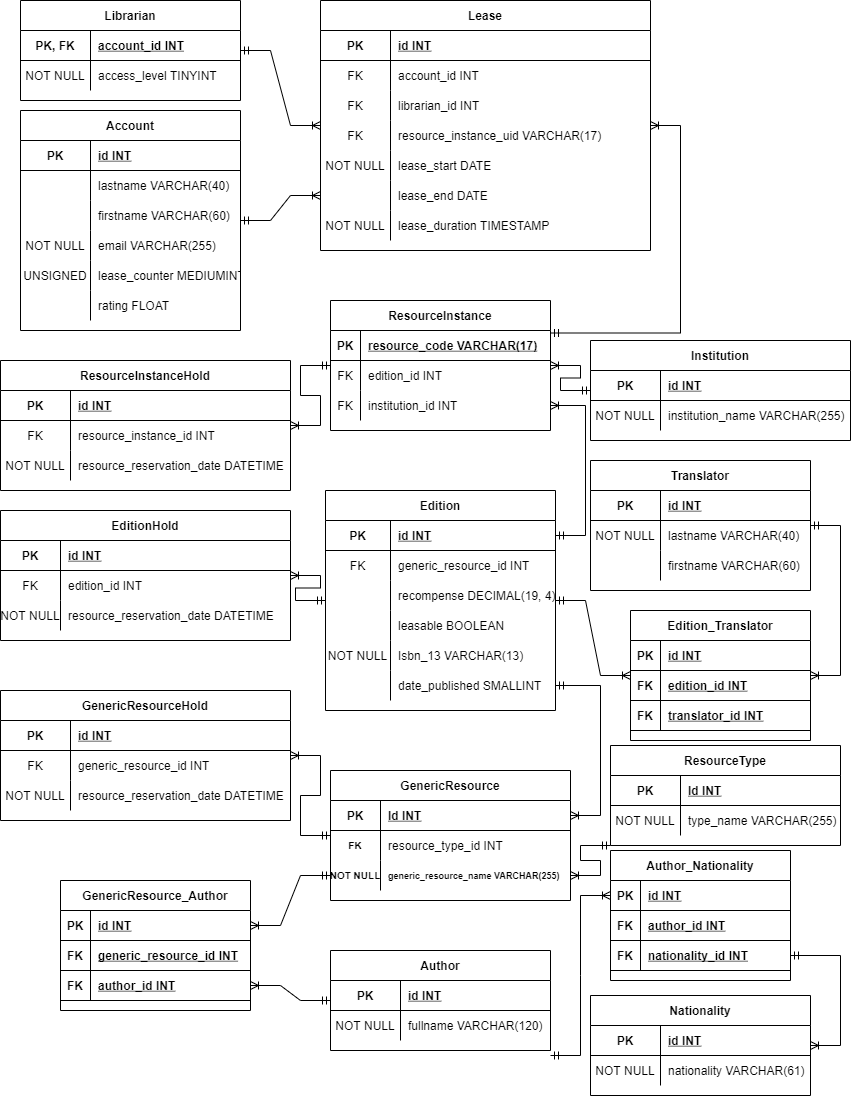 Librarian
PK, FK account_id INT
NOT NULL access_level TINYINT
Lease
PK id INT
FK account_id INT
FK librarian_id INT
FK resource_instance_uid VARCHAR(17)
NOT NULL lease_start DATE
lease_end DATE
NOT NULL lease_duration TIMESTAMP
Account
PK id INT
lastname VARCHAR(40)
firstname VARCHAR(60)
NOT NULL email VARCHAR(255)
UNSIGNED lease_counter MEDIUMINT
rating FLOAT
ResourceInstance
PK resource_code VARCHAR(17)
FK edition_id INT
FK institution_id INT
Institution
PK id INT
NOT NULL institution_name VARCHAR(255)
ResourceInstanceHold
PK id INT
FK resource_instance_id INT
NOT NULL resource_reservation_date DATETIME
Translator
PK id INT
NOT NULL lastname VARCHAR(40)
firstname VARCHAR(60)
EditionHold
PK id INT
FK edition_id INT
NOT NULL resource_reservation_date DATETIME
Edition
PK id INT
FK generic_resource_id INT
recompense DECIMAL(19, 4)
leasable BOOLEAN
NOT NULL Isbn_13 VARCHAR(13)
date_published SMALLINT
Edition_Translator
PK id INT
FK edition_id INT
FK translator_id INT
GenericResourceHold
PK id INT
FK generic_resource_id INT
NOT NULL resource_reservation_date DATETIME
GenericResource
PK Id INT
FK resource_type_id INT
NOT NULL generic_resource_name VARCHAR(255)
ResourceType
PK Id INT
NOT NULL type_name VARCHAR(255)
Author_Nationality
PK id INT
FK author_id INT
FK nationality_id INT
GenericResource_Author
PK id INT
FK generic_resource_id INT
FK author_id INT
Author
PK id INT
NOT NULL fullname VARCHAR(120)
Nationality
PK id INT
NOT NULL nationality VARCHAR(61)